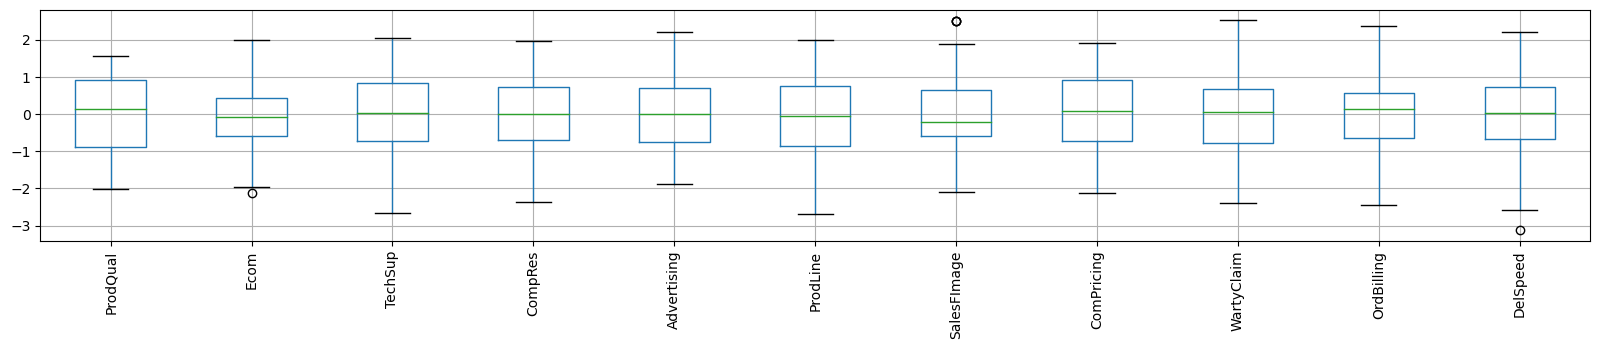 2
1
0
−1
−2
−3
ProdQual
Ecom
TechSup
CompRes
Advertising
ProdLine
SalesFImage
ComPricing
WartyClaim
OrdBilling
DelSpeed